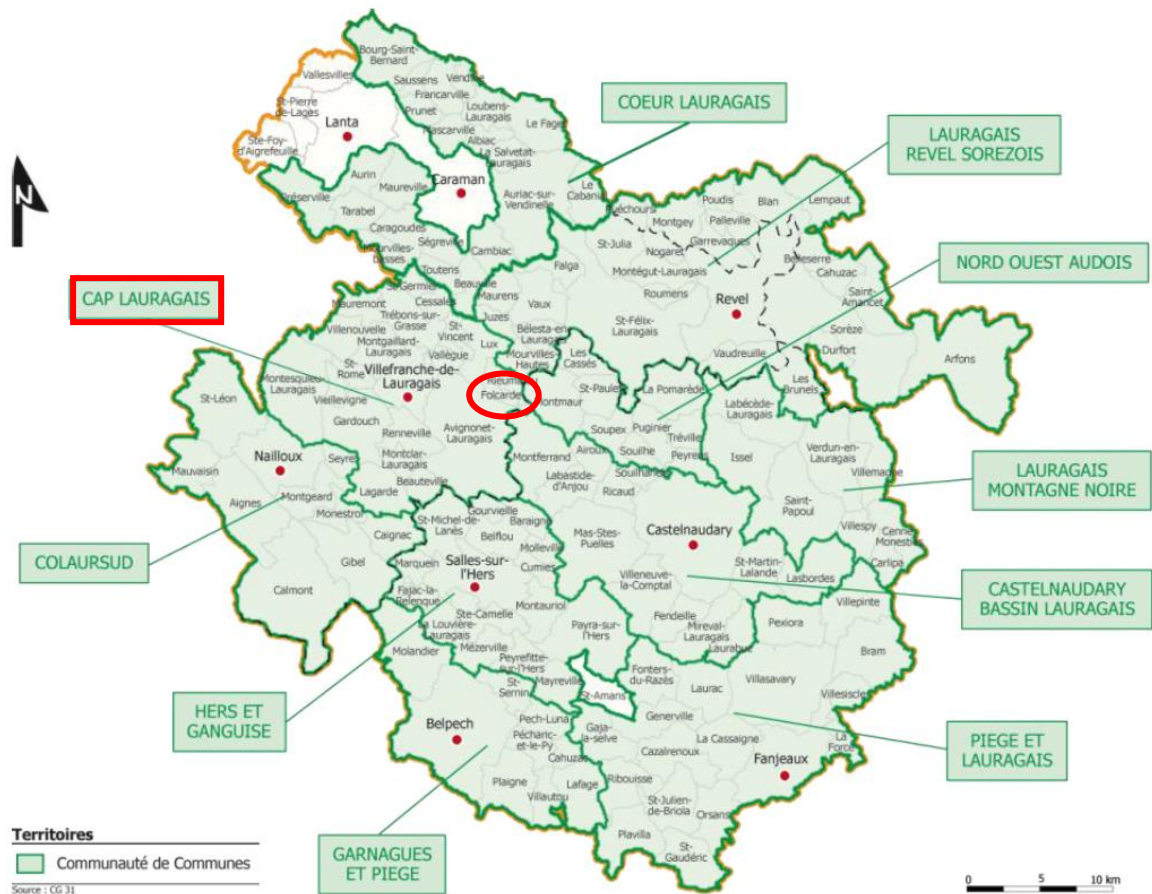 Bourg-Saint-
Bernard
Vallesvilles
Saussens
Vendine
Francarville
St-Pierre
de-Lages
Prunet
Loubens-
Lauragais
COEUR LAURAGAIS
Lanta
Le Faget
Mascarville
Albiac
LAURAGAIS
REVEL SOREZOIS
Ste-Foy
d'Aigrefeuille
La Salvetat-
Lauragais
N
Aurin
Caraman
Maureville
Le
Cabanial
Préserville
Auriac-sur-
Vendinelle
Poudis
Blan
Lempaut
Tarabel
Montgey
Palleville
Caragoudes
St-Julia
Garrevaques
Ségreville
Nogaret
Mourvilles-
basses
Cambiac
Belleserre
NORD OUEST AUDOIS
Toutens
Falga
Montégut-Lauragais
Cahuzac
CAP LAURAGAIS
St-Germier
Beauville
Roumens
Revel
Saint-
Amancet
Mauremont
Cessales
Maurens
Vaux
Trébons-sur-
Grasse
Juzes
Villenouvelle
St-
Vincent
St-Félix-
Lauragais
Sorèze
Montgaillard-
Lauragais
Lux
Bélesta-en-
Lauragais
Durfort
Vallègue
Mourvilles-
Hautes
Les
Cassés
Vaudreuille
Arfons
St-
Rome
Villefranche-de-
Lauragais
Montesquieu-
Lauragais
St-Paulet
La Pomarède
Les
Brunels
Folcarde
St-Léon
Vieillevigne
Montmaur
Labécède-
Lauragais
Gardouch
Avignonet-
Lauragais
Soupex
Puginier
Renneville
Tréville
Verdun-en-
Lauragais
Nailloux
Seyre
Montferrand
Airoux
Souilhe
Issel
Montclar-
Lauragais
Peyrens
Villemagne
LAURAGAIS
MONTAGNE NOIRE
Mauvaisin
Labastide-
d'Anjou
Souilhanels
Beauteville
Aignes
Montgeard
Lagarde
Ricaud
Saint-
Papoul
Monestrol
Gourvieille
St-Michel-de-
Lanès
Baraigne
Castelnaudary
Villespy
Caignac
Belflou
Mas-Stes-
Puelles
Cenne
Monestiés
COLAURSUD
Molleville
Gibel
Marquein
Salles-sur-
l'Hers
Cumies
St-Martin-
Lalande
Carlipa
Calmont
Villeneuve-
la-Comptal
Lasbordes
CASTELNAUDARY
BASSIN LAURAGAIS
Fajac-la-
Relenque
Montauriol
Villepinte
Ste-Camelle
Fendeille
Pexiora
La Louvière-
Lauragais
Payra-sur-
l'Hers
Mireval-
Lauragais
Laurabuc
Bram
Molandier
Mézerville
Peyrefitte-
sur-l'Hers
Fonters-
du-Razès
Villasavary
St-
Sernin
Mayreville
St-Amans
Laurac
Villesiscle
HERS ET
GANGUISE
Belpech
Pech-Luna
Generville
Gaja-
la-selve
La Cassaigne
La
Force
PIEGE ET
LAURAGAIS
Pécharic-
et-le-Py
Cazalrenoux
Cahuzac
Fanjeaux
Plaigne
Lafage
Ribouisse
Villautou
St-Julien-
de-Briola
Orsans
Plavilla
St-
Gaudéric
GARNAGUES
ET PIEGE
Territoires
Communauté de Communes
Source : CG 31
0 5 10 km